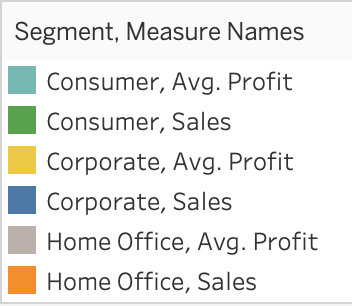 Segment, Measure Names
Consumer, Avg. Profit
Consumer, Sales
Corporate, Avg. Profit
Corporate, Sales
Home Office, Avg. Profit
Home Office, Sales